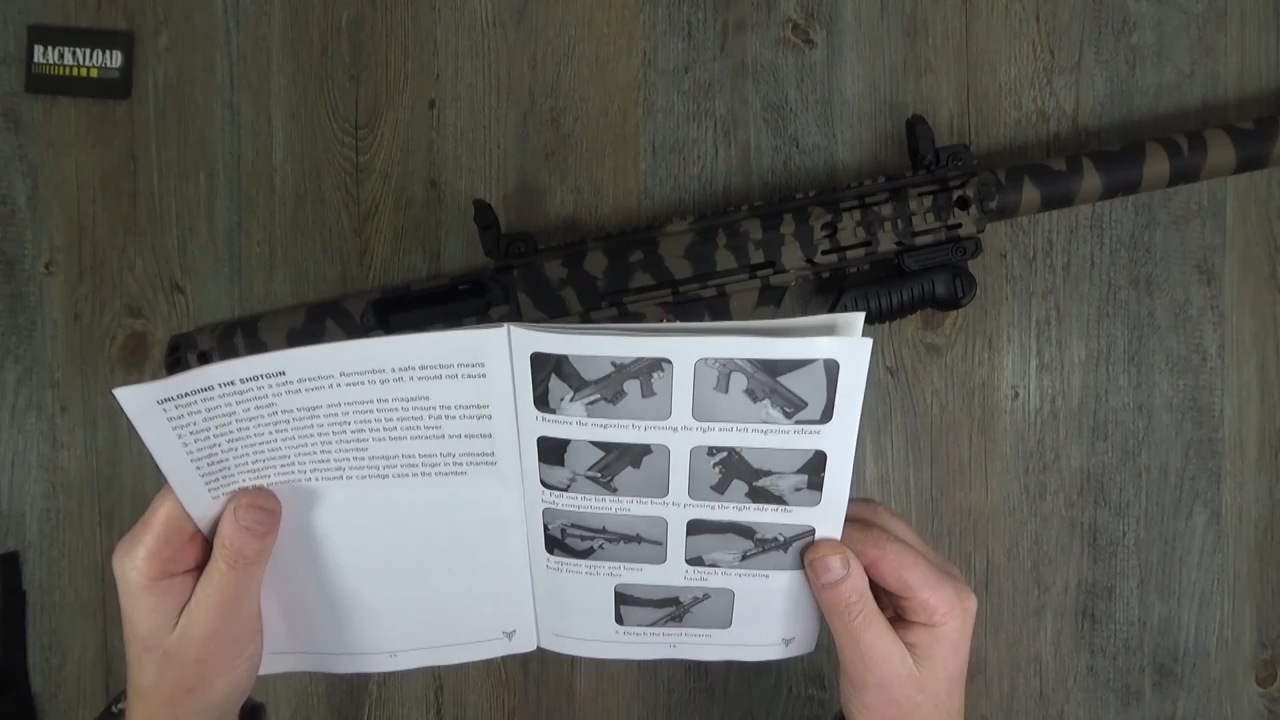 RACKNLOAD
UNLOADING THE SHOTGUN
1- Point the shotgun in a safe direction. Remember, a safe direction means
that the gun is pointed so that even if it were to go off, it would not cause
injury, damage, or death.
2- Keep your fingers off the trigger and remove the magazine
3- Pull back the charging handle one or more times to insure the chamber
is empty. Watch for a live round or empty case to be ejected. Pull the charging
handle fully rearward and lock the bolt with the bolt catch lever.
4- Make sure the last round in the chamber has been extracted and ejected.
Visually and physically check the chamber
and the magazine well to make sure the shotgun has been fully unloaded.
Perform a safety check by physically inserting your index finger in the chamber
to feel for the presence of a round or cartridge case in the chamber.
1.Remove the magazine by pressing the right and left magazine release
2. Pull out the left side of the body by pressing the right side of the
body compartment pins
3. separate upper and lower
body from each other
4. Detach the operating
handle.
5. Detach the barrel forearm